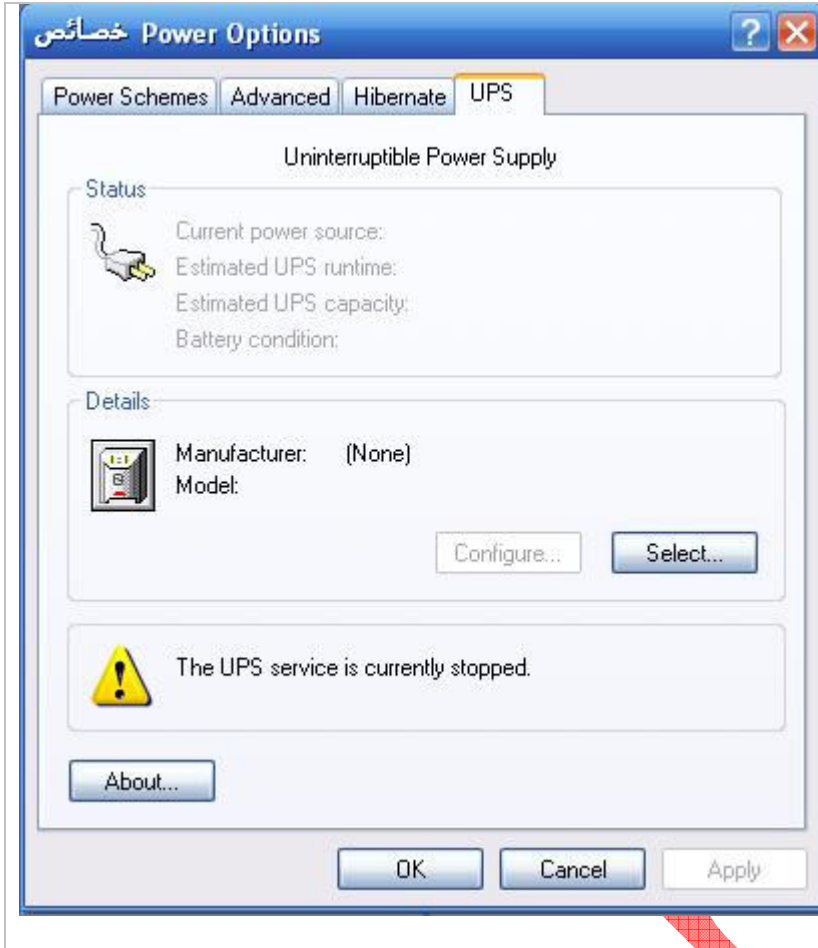 خصائص Power Options
Power Schemes Advanced Hibernate UPS
Uninterruptible Power Supply
Status
Current power source:
Estimated UPS runtime:
Estimated UPS capacity:
Battery condition:
Details
Manufacturer: (None)
Model:
Configure... Select...
The UPS service is currently stopped.
About...
OK Cancel Apply